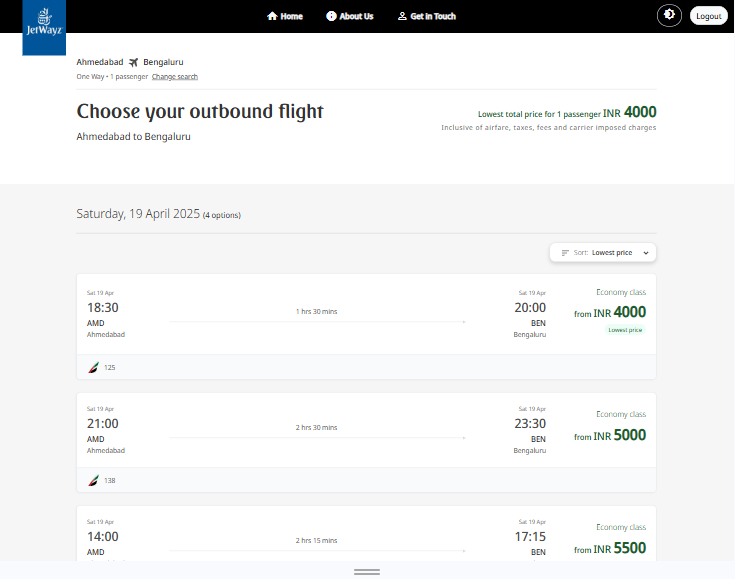 JetWayz
Home
About Us
Get in Touch
Logout
Ahmedabad Bengaluru
One Way • 1 passenger Change search
Choose your outbound flight
Ahmedabad to Bengaluru
Lowest total price for 1 passenger INR 4000
Inclusive of airfare, taxes, fees and carrier imposed charges
Saturday, 19 April 2025 (4 options)
Sort: Lowest price
Sat 19 Apr
18:30
AMD
Ahmedabad
1 hrs 30 mins
Sat 19 Apr
20:00
BEN
Bengaluru
Economy class
from INR 4000
Lowest price
125
Sat 19 Apr
21:00
AMD
Ahmedabad
2 hrs 30 mins
Sat 19 Apr
23:30
BEN
Bengaluru
Economy class
from INR 5000
138
Sat 19 Apr
14:00
AMD
2 hrs 15 mins
Sat 19 Apr
17:15
BEN
Economy class
from INR 5500